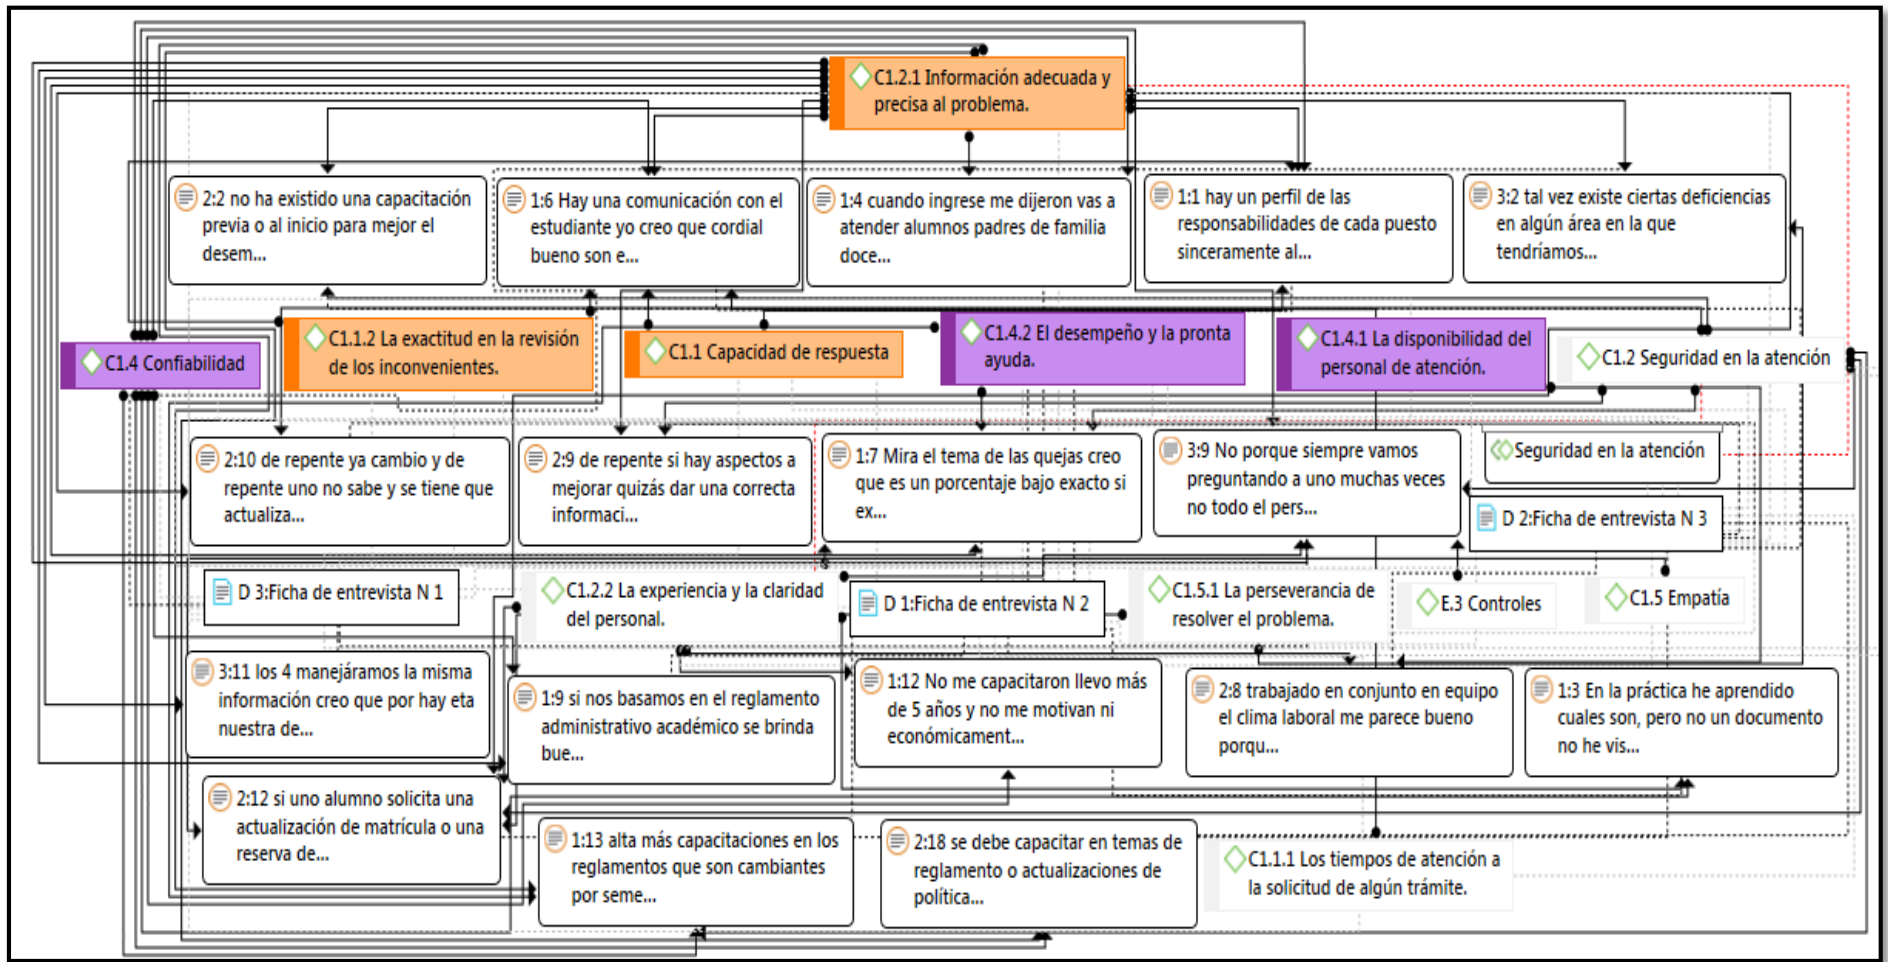 C1.2.1 Información adecuada y
precisa al problema.
2:2 no ha existido una capacitación
previa o al inicio para mejor el
desem...
1:6 Hay una comunicación con el
estudiante yo creo que cordial
bueno son e...
1:4 cuando ingrese me dijeron vas a
atender alumnos padres de familia
doce...
1:1 hay un perfil de las
responsabilidades de cada puesto
sinceramente al...
3:2 tal vez existe ciertas deficiencias
en algún área en la que
tendríamos...
C1.4 Confiabilidad
C1.1.2 La exactitud en la revisión
de los inconvenientes.
C1.1 Capacidad de respuesta
C1.4.2 El desempeño y la pronta
ayuda.
C1.4.1 La disponibilidad del
personal de atención.
C1.2 Seguridad en la atención
2:10 de repente ya cambio y de
repente uno no sabe y se tiene que
actualiza...
2:9 de repente si hay aspectos a
mejorar quizás dar una correcta
informaci...
1:7 Mira el tema de las quejas creo
que es un porcentaje bajo exacto si
ex...
3:9 No porque siempre vamos
preguntando a uno muchas veces
no todo el pers...
Seguridad en la atención
D 2:Ficha de entrevista N 3
D 3:Ficha de entrevista N 1
C1.2.2 La experiencia y la claridad
del personal.
D 1:Ficha de entrevista N 2
C1.5.1 La perseverancia de
resolver el problema.
E.3 Controles
C1.5 Empatía
3:11 los 4 manejáramos la misma
información creo que por hay eta
nuestra de...
1:9 si nos basamos en el reglamento
administrativo académico se brinda
bue...
1:12 No me capacitaron llevo más
de 5 años y no me motivan ni
económicament...
2:8 trabajado en conjunto en equipo
el clima laboral me parece bueno
porqu...
1:3 En la práctica he aprendido
cuales son, pero no un documento
no he vis...
2:12 si uno alumno solicita una
actualización de matrícula o una
reserva de...
1:13 alta más capacitaciones en los
reglamentos que son cambiantes
por seme...
2:18 se debe capacitar en temas de
reglamento o actualizaciones de
política...
C1.1.1 Los tiempos de atención a
la solicitud de algún trámite.